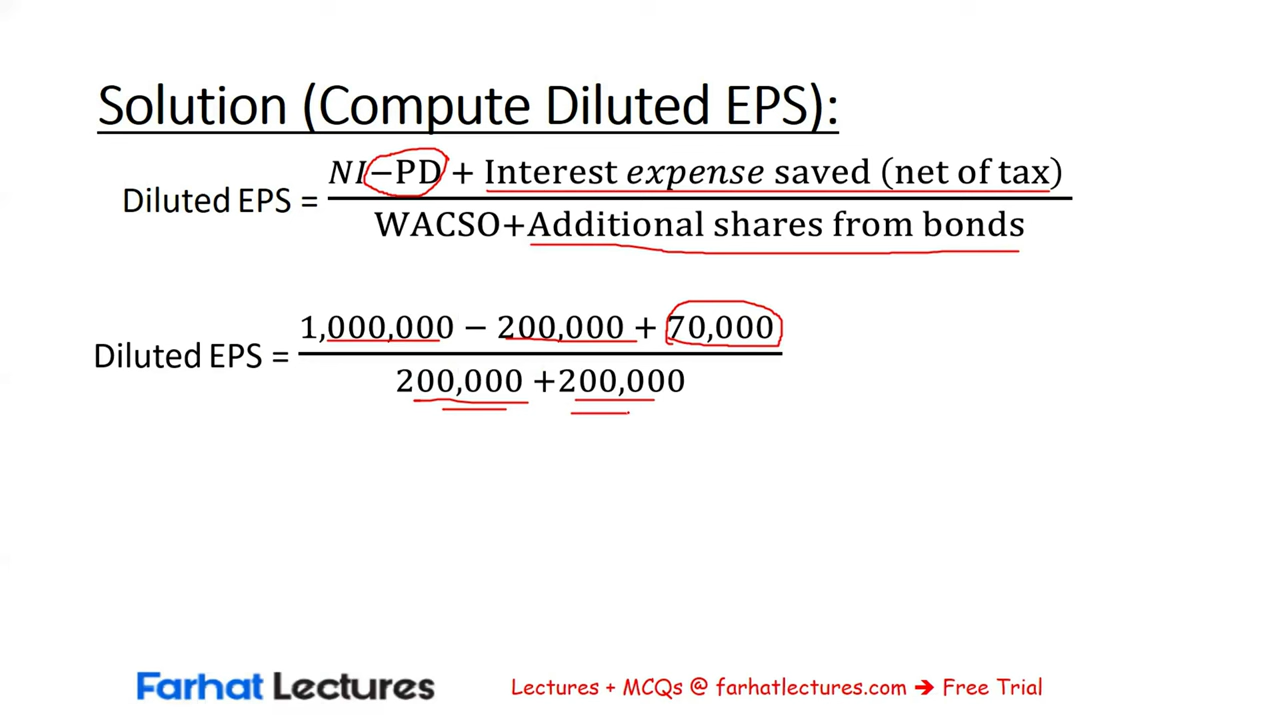 Solution (Compute Diluted EPS):
NI−PD + Interest expense saved (net of tax)
Diluted EPS =
WACSO+Additional shares from bonds
1,000,000 − 200,000 + 70,000
Diluted EPS =
200,000 +200,000
Farhat Lectures Lectures + MCQs @ farhatlectures.com ➔ Free Trial